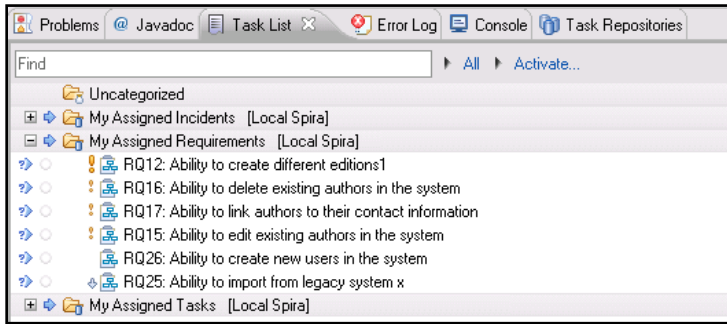 Problems @ Javadoc Task List Error Log Console Task Repositories
Find All Activate...
Uncategorized
My Assigned Incidents [Local Spira]
My Assigned Requirements [Local Spira]
RQ12: Ability to create different editions1
RQ16: Ability to delete existing authors in the system
RQ17: Ability to link authors to their contact information
RQ15: Ability to edit existing authors in the system
RQ26: Ability to create new users in the system
RQ25: Ability to import from legacy system x
My Assigned Tasks [Local Spira]